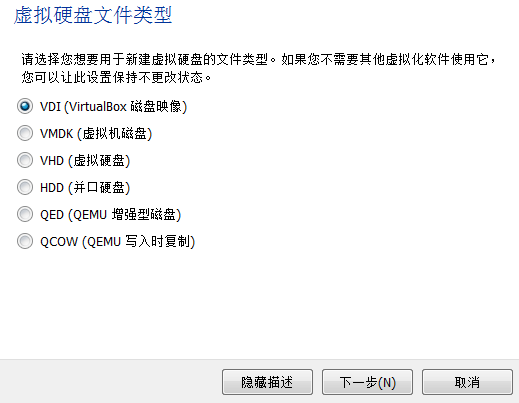 虚拟硬盘文件类型
请选择您想要用于新建虚拟硬盘的文件类型。如果您不需要其他虚拟化软件使用它，
您可以让此设置保持不更改状态。
VDI (VirtualBox 磁盘映像)
VMDK (虚拟机磁盘)
VHD (虚拟硬盘)
HDD (并口硬盘)
QED (QEMU 增强型磁盘)
QCOW (QEMU 写入时复制)
隐藏描述 下一步(N) 取消